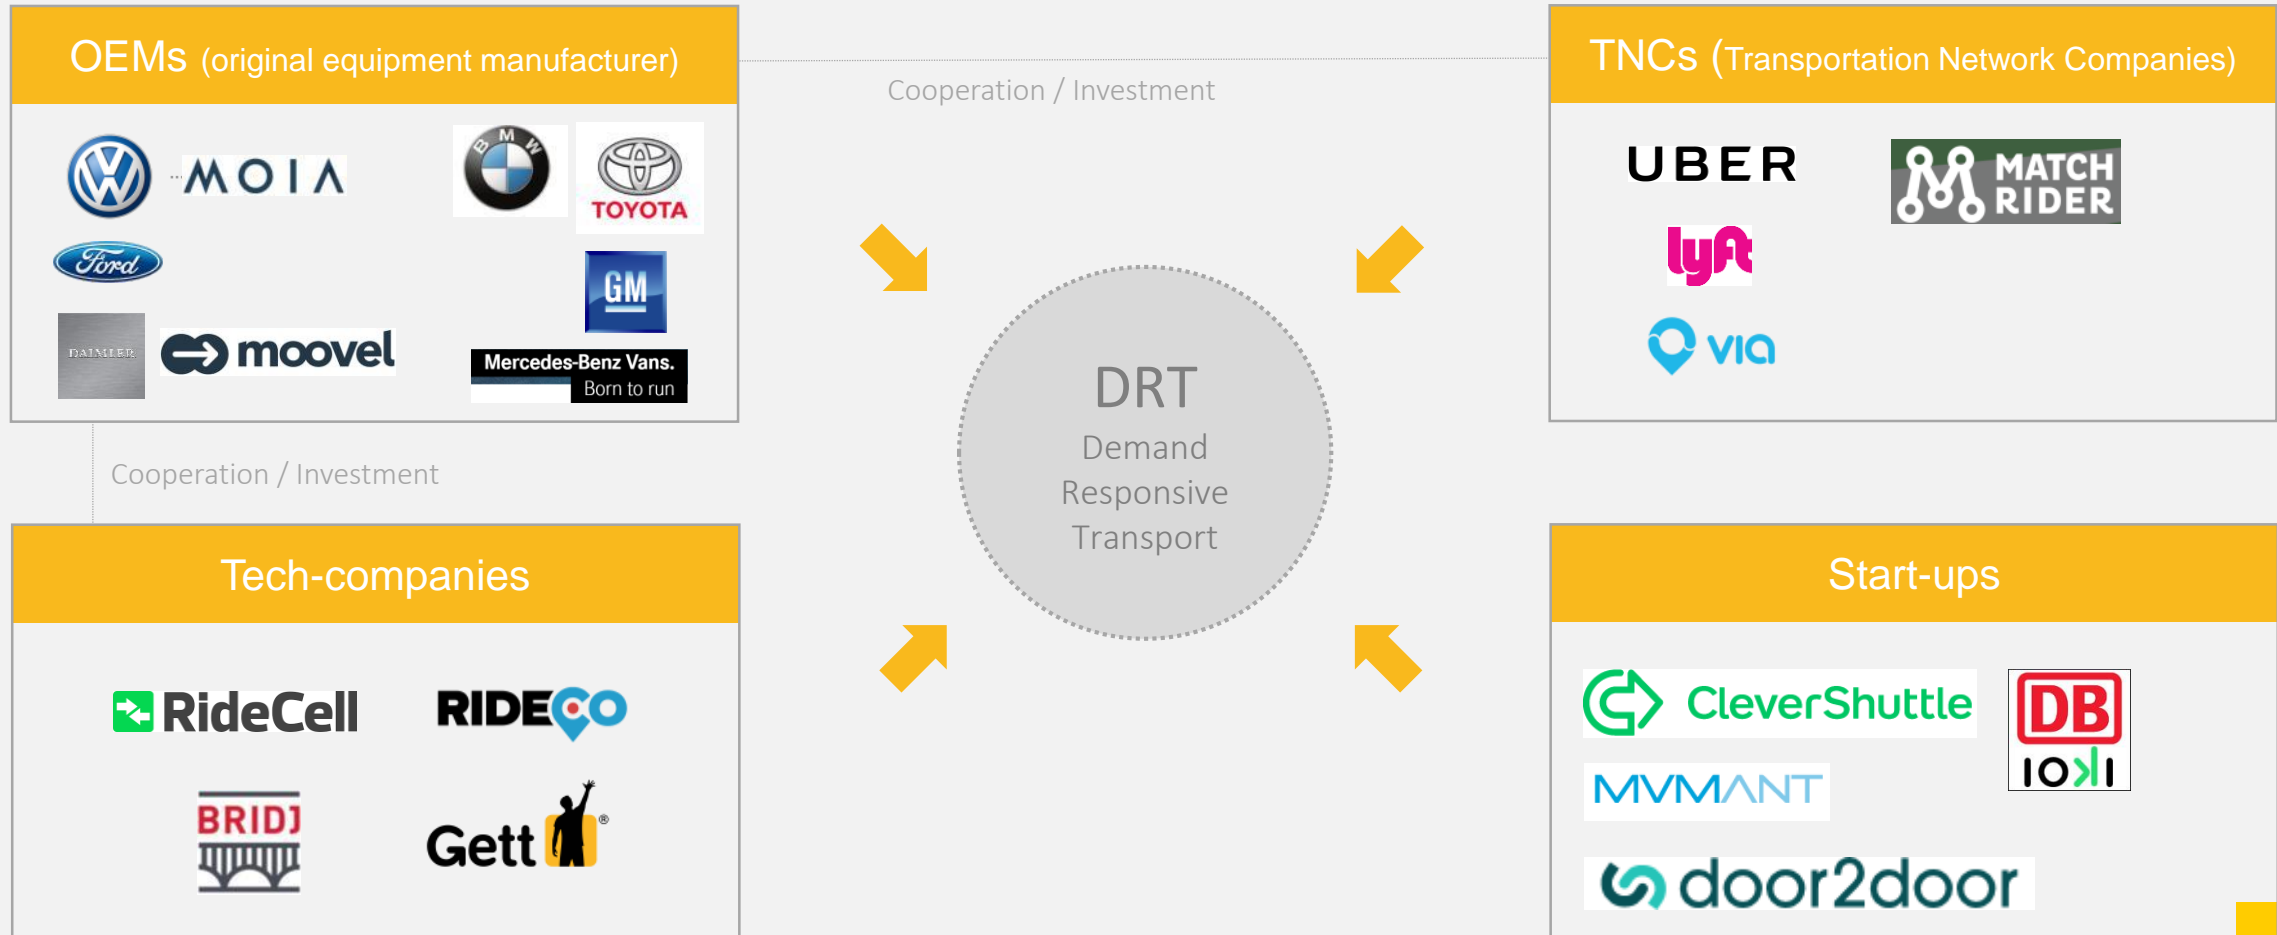 OEMs (original equipment manufacturer)
Cooperation / Investment
TNCs (Transportation Network Companies)
MOIA
BMW
TOYOTA
Ford
GM
DAIMLER
moovel
Mercedes-Benz Vans.
Born to run
UBER
MATCH
RIDER
lyft
via
DRT
Demand
Responsive
Transport
Cooperation / Investment
Tech-companies
RideCell
RIDECO
BRIDJ
Gett ®
Start-ups
CleverShuttle
DB
ioki
MVMANT
door2door